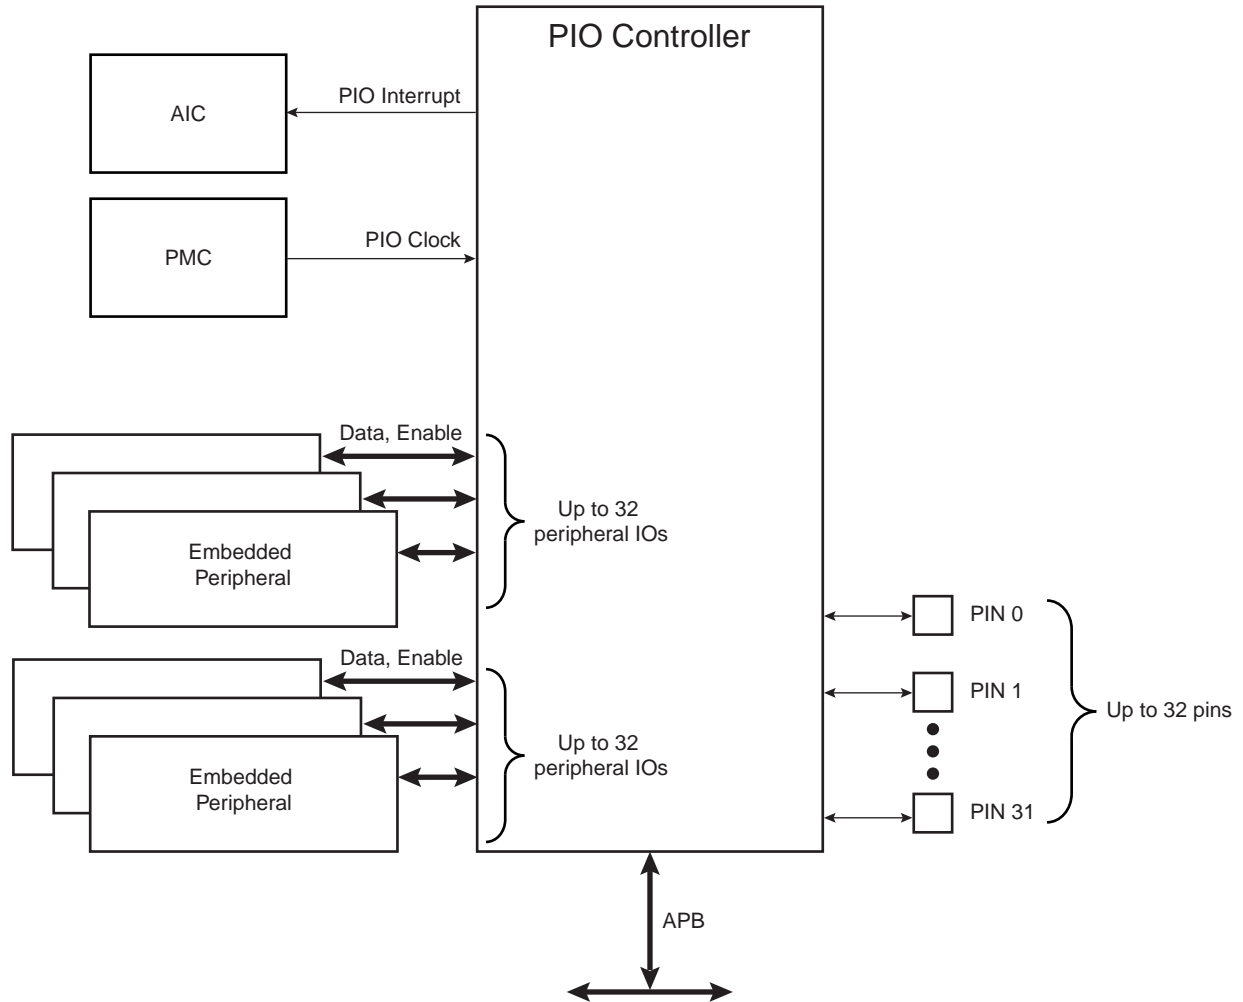 PIO Controller
PIO Interrupt
AIC
PIO Clock
PMC
Data, Enable
Up to 32
peripheral IOs
Embedded
Peripheral
PIN 0
Data, Enable
PIN 1
Up to 32 pins
Up to 32
peripheral IOs
Embedded
Peripheral
PIN 31
APB